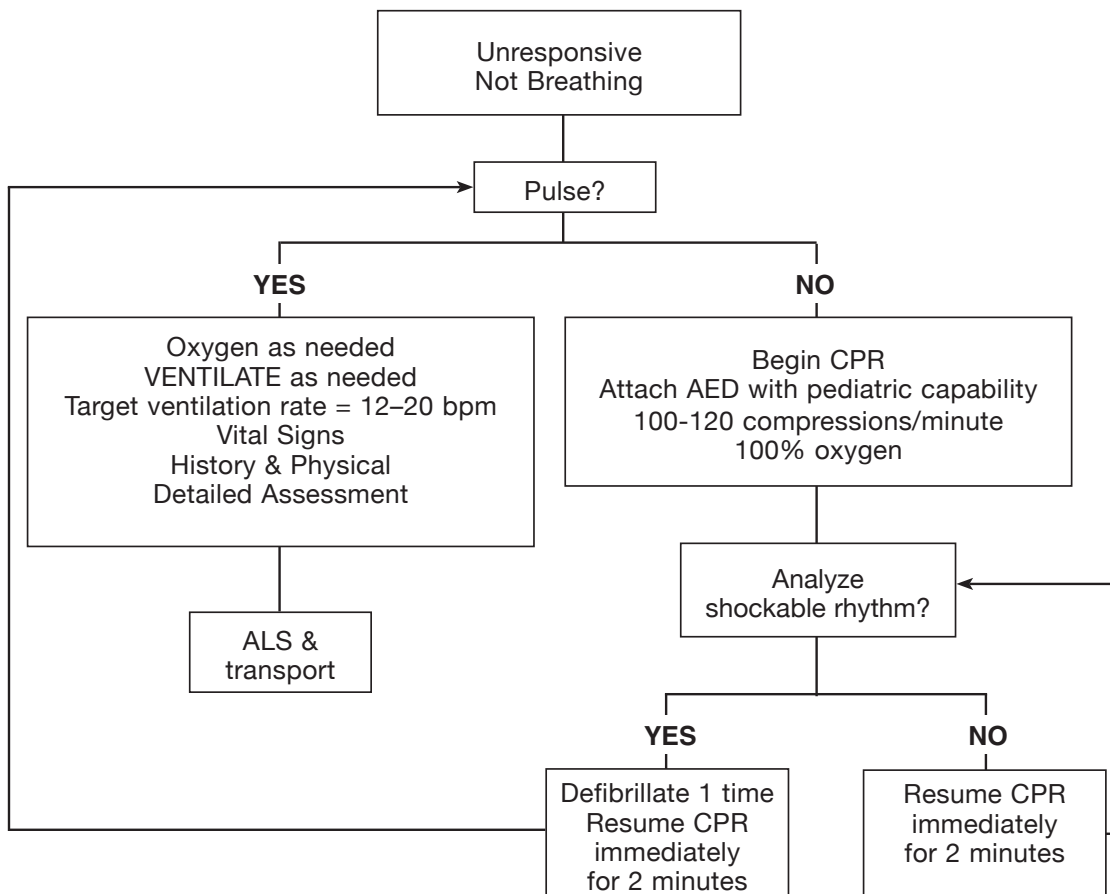 Unresponsive
Not Breathing
Pulse?
YES
NO
Oxygen as needed
VENTILATE as needed
Target ventilation rate = 12–20 bpm
Vital Signs
History & Physical
Detailed Assessment
Begin CPR
Attach AED with pediatric capability
100-120 compressions/minute
100% oxygen
ALS &
transport
Analyze
shockable rhythm?
YES
NO
Defibrillate 1 time
Resume CPR
immediately
for 2 minutes
Resume CPR
immediately
for 2 minutes